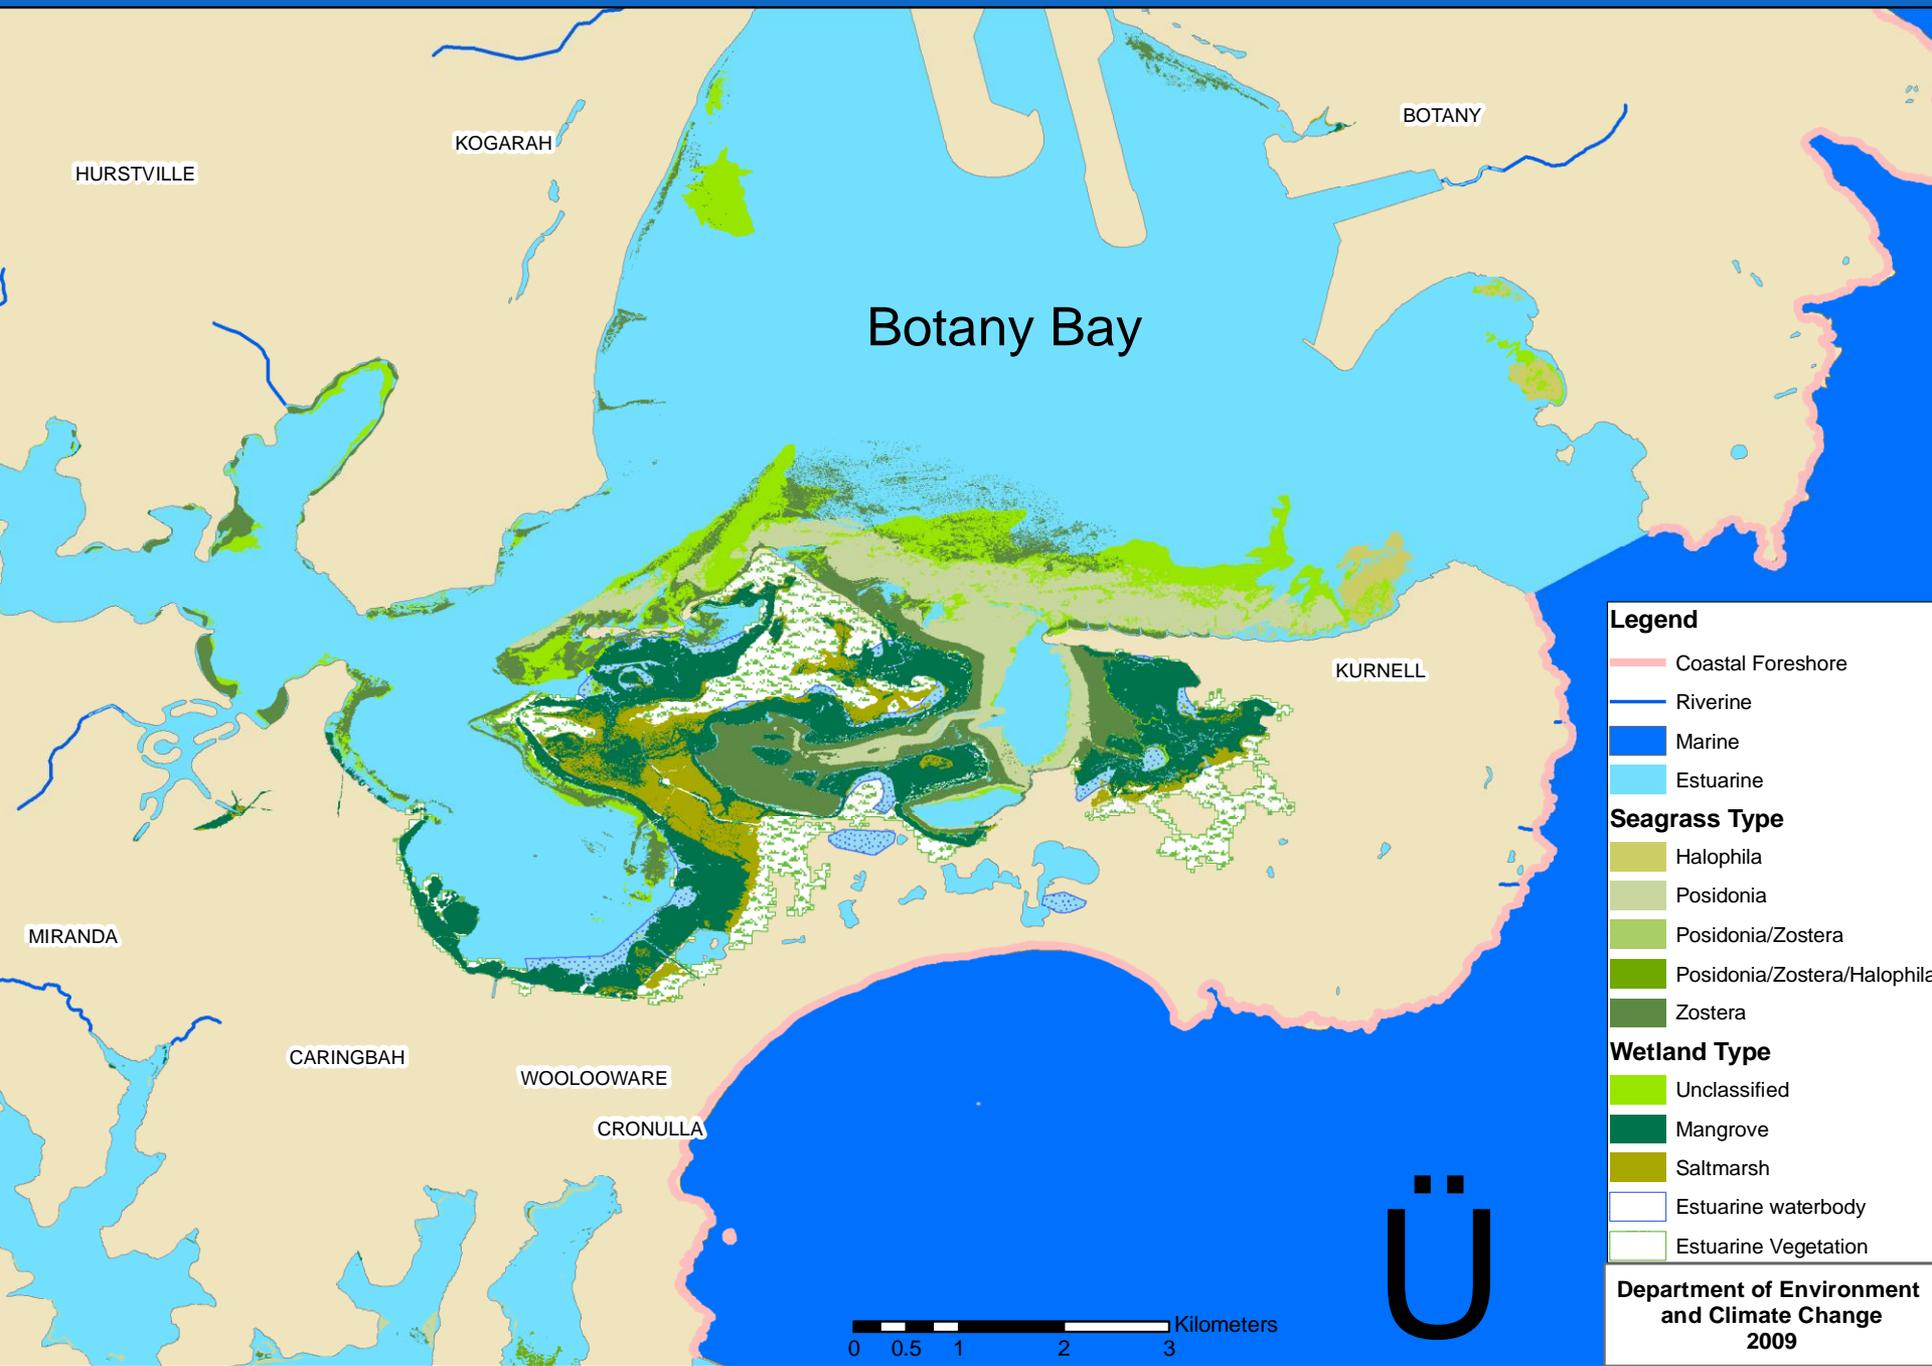 HURSTVILLE
KOGARAH
BOTANY
Botany Bay
KURNELL
MIRANDA
CARINGBAH
WOOLOOWARE
CRONULLA
Legend
Coastal Foreshore
Riverine
Marine
Estuarine
Seagrass Type
Halophila
Posidonia
Posidonia/Zostera
Posidonia/Zostera/Halophila
Zostera
Wetland Type
Unclassified
Mangrove
Saltmarsh
Estuarine waterbody
Estuarine Vegetation
Department of Environment
and Climate Change
2009
Ü
Kilometers
0 0.5 1 2 3